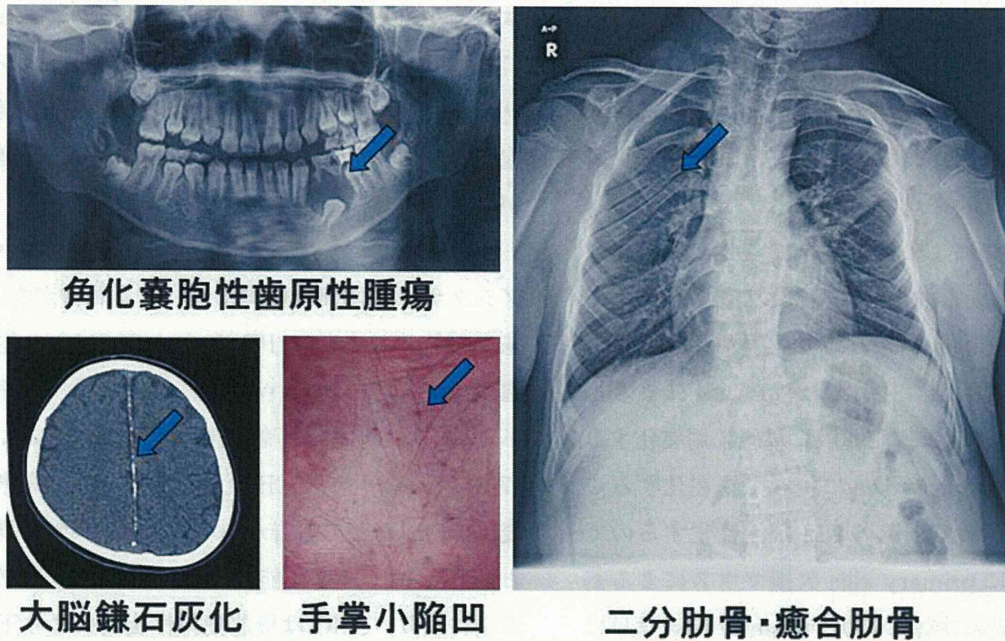 A-P
R
角化嚢胞性歯原性腫瘍
大脳鎌石灰化
手掌小陥凹
二分肋骨・癒合肋骨